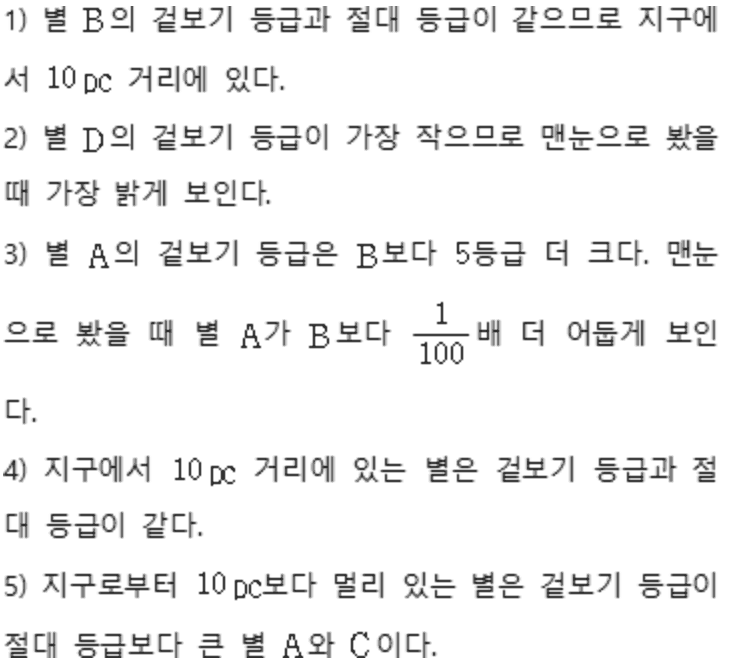 1) 별 B의 겉보기 등급과 절대 등급이 같으므로 지구에
서 10pc 거리에 있다.
2) 별 D의 겉보기 등급이 가장 작으므로 맨눈으로 봤을
때 가장 밝게 보인다.
3) 별 A의 겉보기 등급은 B보다 5등급 더 크다. 맨눈
으로 봤을 때 별 A가 B보다 1/100배 더 어둡게 보인
다.
4) 지구에서 10pc 거리에 있는 별은 겉보기 등급과 절
대 등급이 같다.
5) 지구로부터 10pc보다 멀리 있는 별은 겉보기 등급이
절대 등급보다 큰 별 A와 C이다.